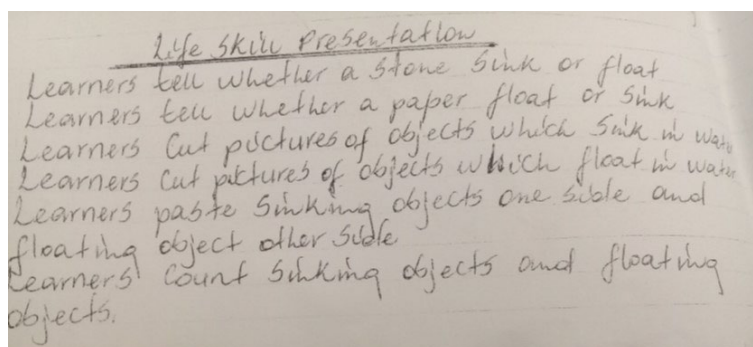 Life Skill Presentation
Learners tell whether a stone sink or float
Learners tell whether a paper float or sink
Learners Cut pictures of objects which sink in water
Learners cut pictures of objects which float in water
Learners paste sinking objects one side and
floating object other side
Learners count sinking objects and floating
objects.